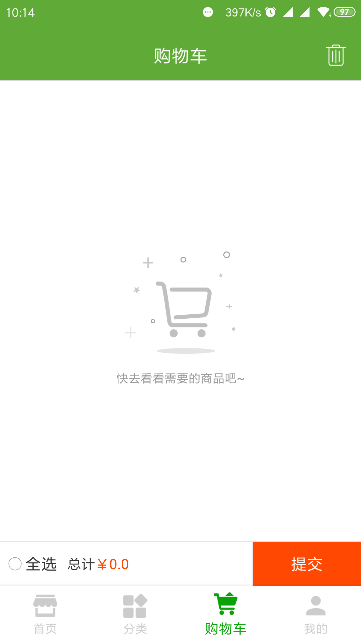 10:14 397K/s 97
购物车
快去看看需要的商品吧~
全选 总计￥0.0 提交
首页 分类 购物车 我的